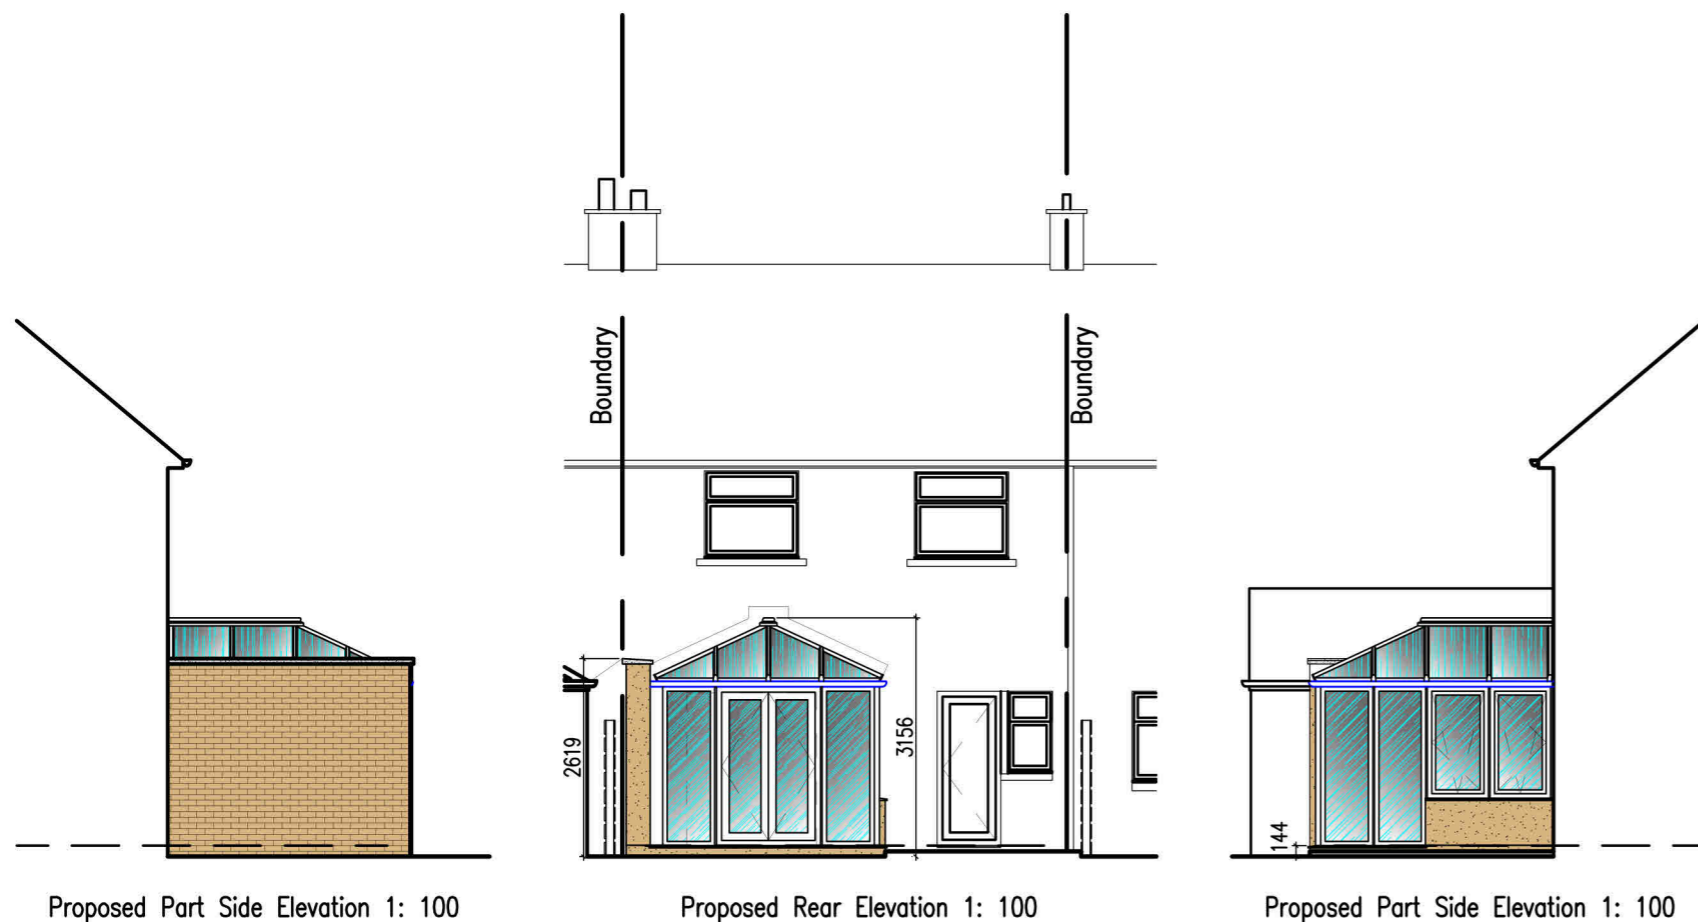 Boundary
Boundary
2619
3156
144
Proposed Part Side Elevation 1: 100
Proposed Rear Elevation 1: 100
Proposed Part Side Elevation 1: 100